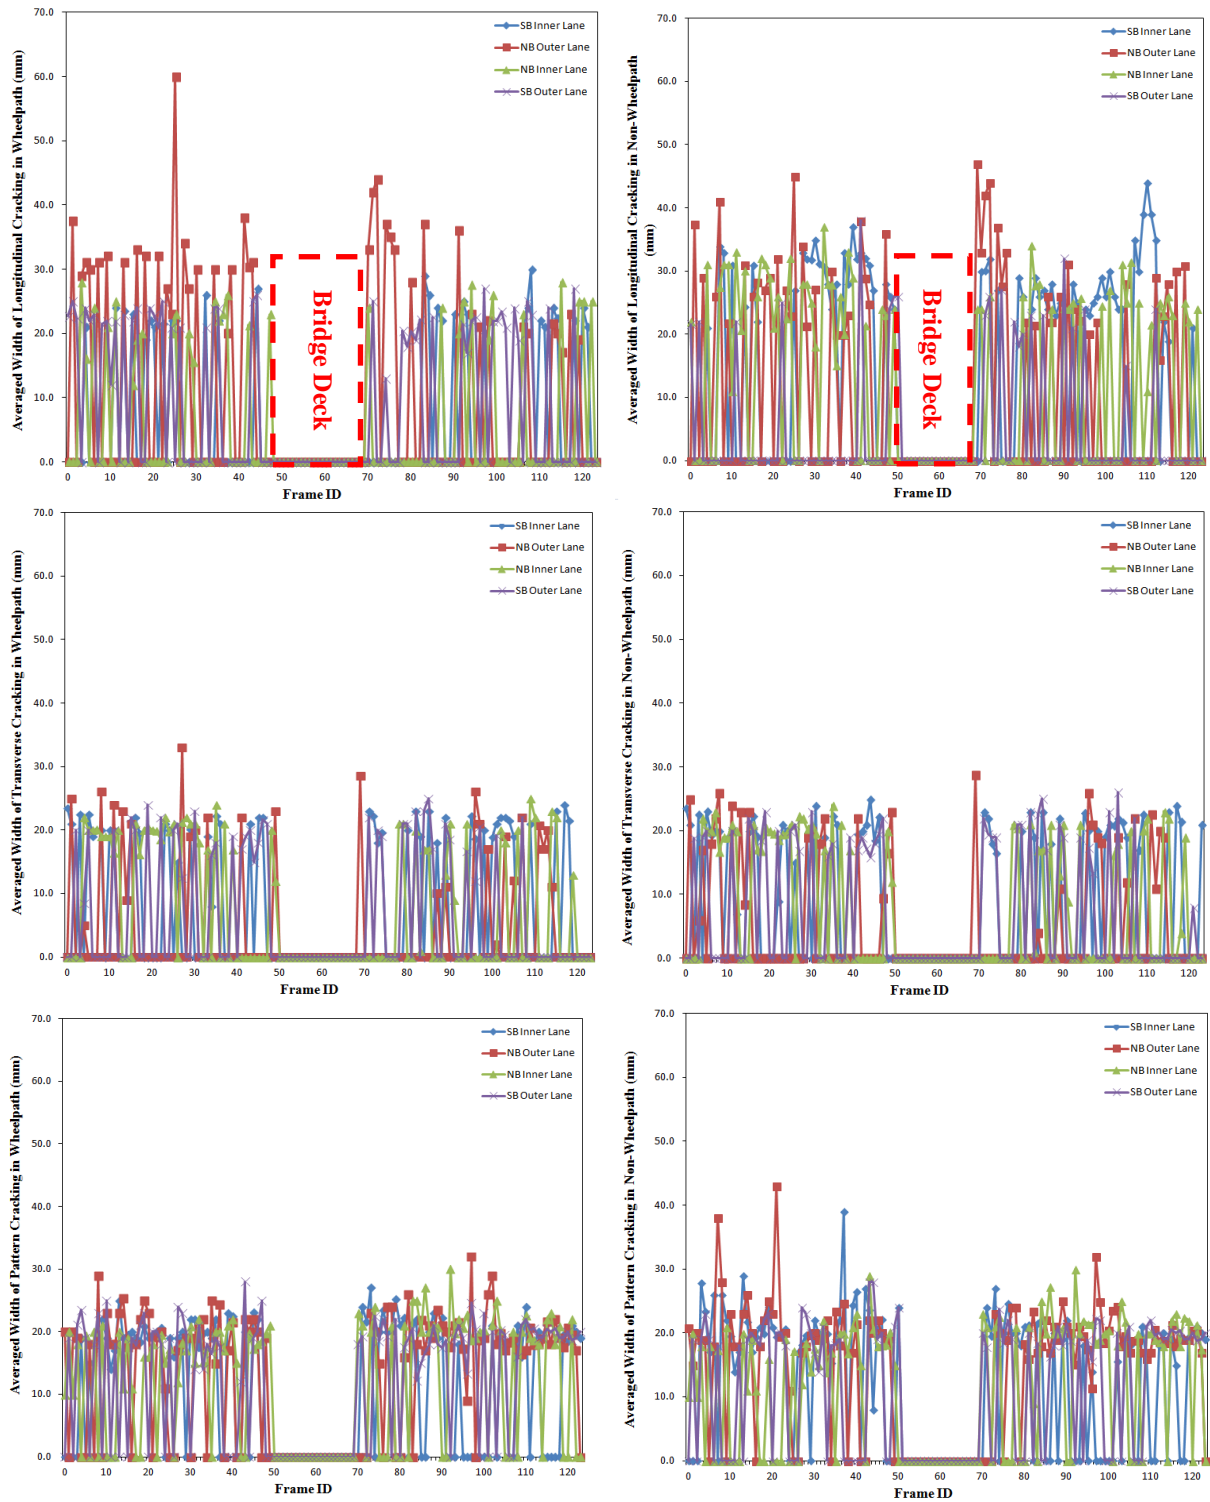 70.0
60.0
50.0
40.0
30.0
20.0
10.0
0.0
Averaged Width of Longitudinal Cracking in Wheelpath (mm)
SB Inner Lane
NB Outer Lane
NB Inner Lane
SB Outer Lane
Bridge Deck
0 10 20 30 40 50 60 70 80 90 100 110 120
Frame ID
70.0
60.0
50.0
40.0
30.0
20.0
10.0
0.0
Averaged Width of Longitudinal Cracking in Non-Wheelpath
(mm)
SB Inner Lane
NB Outer Lane
NB Inner Lane
SB Outer Lane
Bridge Deck
0 10 20 30 40 50 60 70 80 90 100 110 120
Frame ID
70.0
60.0
50.0
40.0
30.0
20.0
10.0
0.0
Averaged Width of Transverse Cracking in Wheelpath (mm)
SB Inner Lane
NB Outer Lane
NB Inner Lane
SB Outer Lane
0 10 20 30 40 50 60 70 80 90 100 110 120
Frame ID
70.0
60.0
50.0
40.0
30.0
20.0
10.0
0.0
Averaged Width of Transverse Cracking in Non-Wheelpath (mm)
SB Inner Lane
NB Outer Lane
NB Inner Lane
SB Outer Lane
0 10 20 30 40 50 60 70 80 90 100 110 120
Frame ID
70.0
60.0
50.0
40.0
30.0
20.0
10.0
0.0
Averaged Width of Pattern Cracking in Wheelpath (mm)
SB Inner Lane
NB Outer Lane
NB Inner Lane
SB Outer Lane
0 10 20 30 40 50 60 70 80 90 100 110 120
Frame ID
70.0
60.0
50.0
40.0
30.0
20.0
10.0
0.0
Averaged Width of Pattern Cracking in Non-Wheelpath (mm)
SB Inner Lane
NB Outer Lane
NB Inner Lane
SB Outer Lane
0 10 20 30 40 50 60 70 80 90 100 110 120
Frame ID